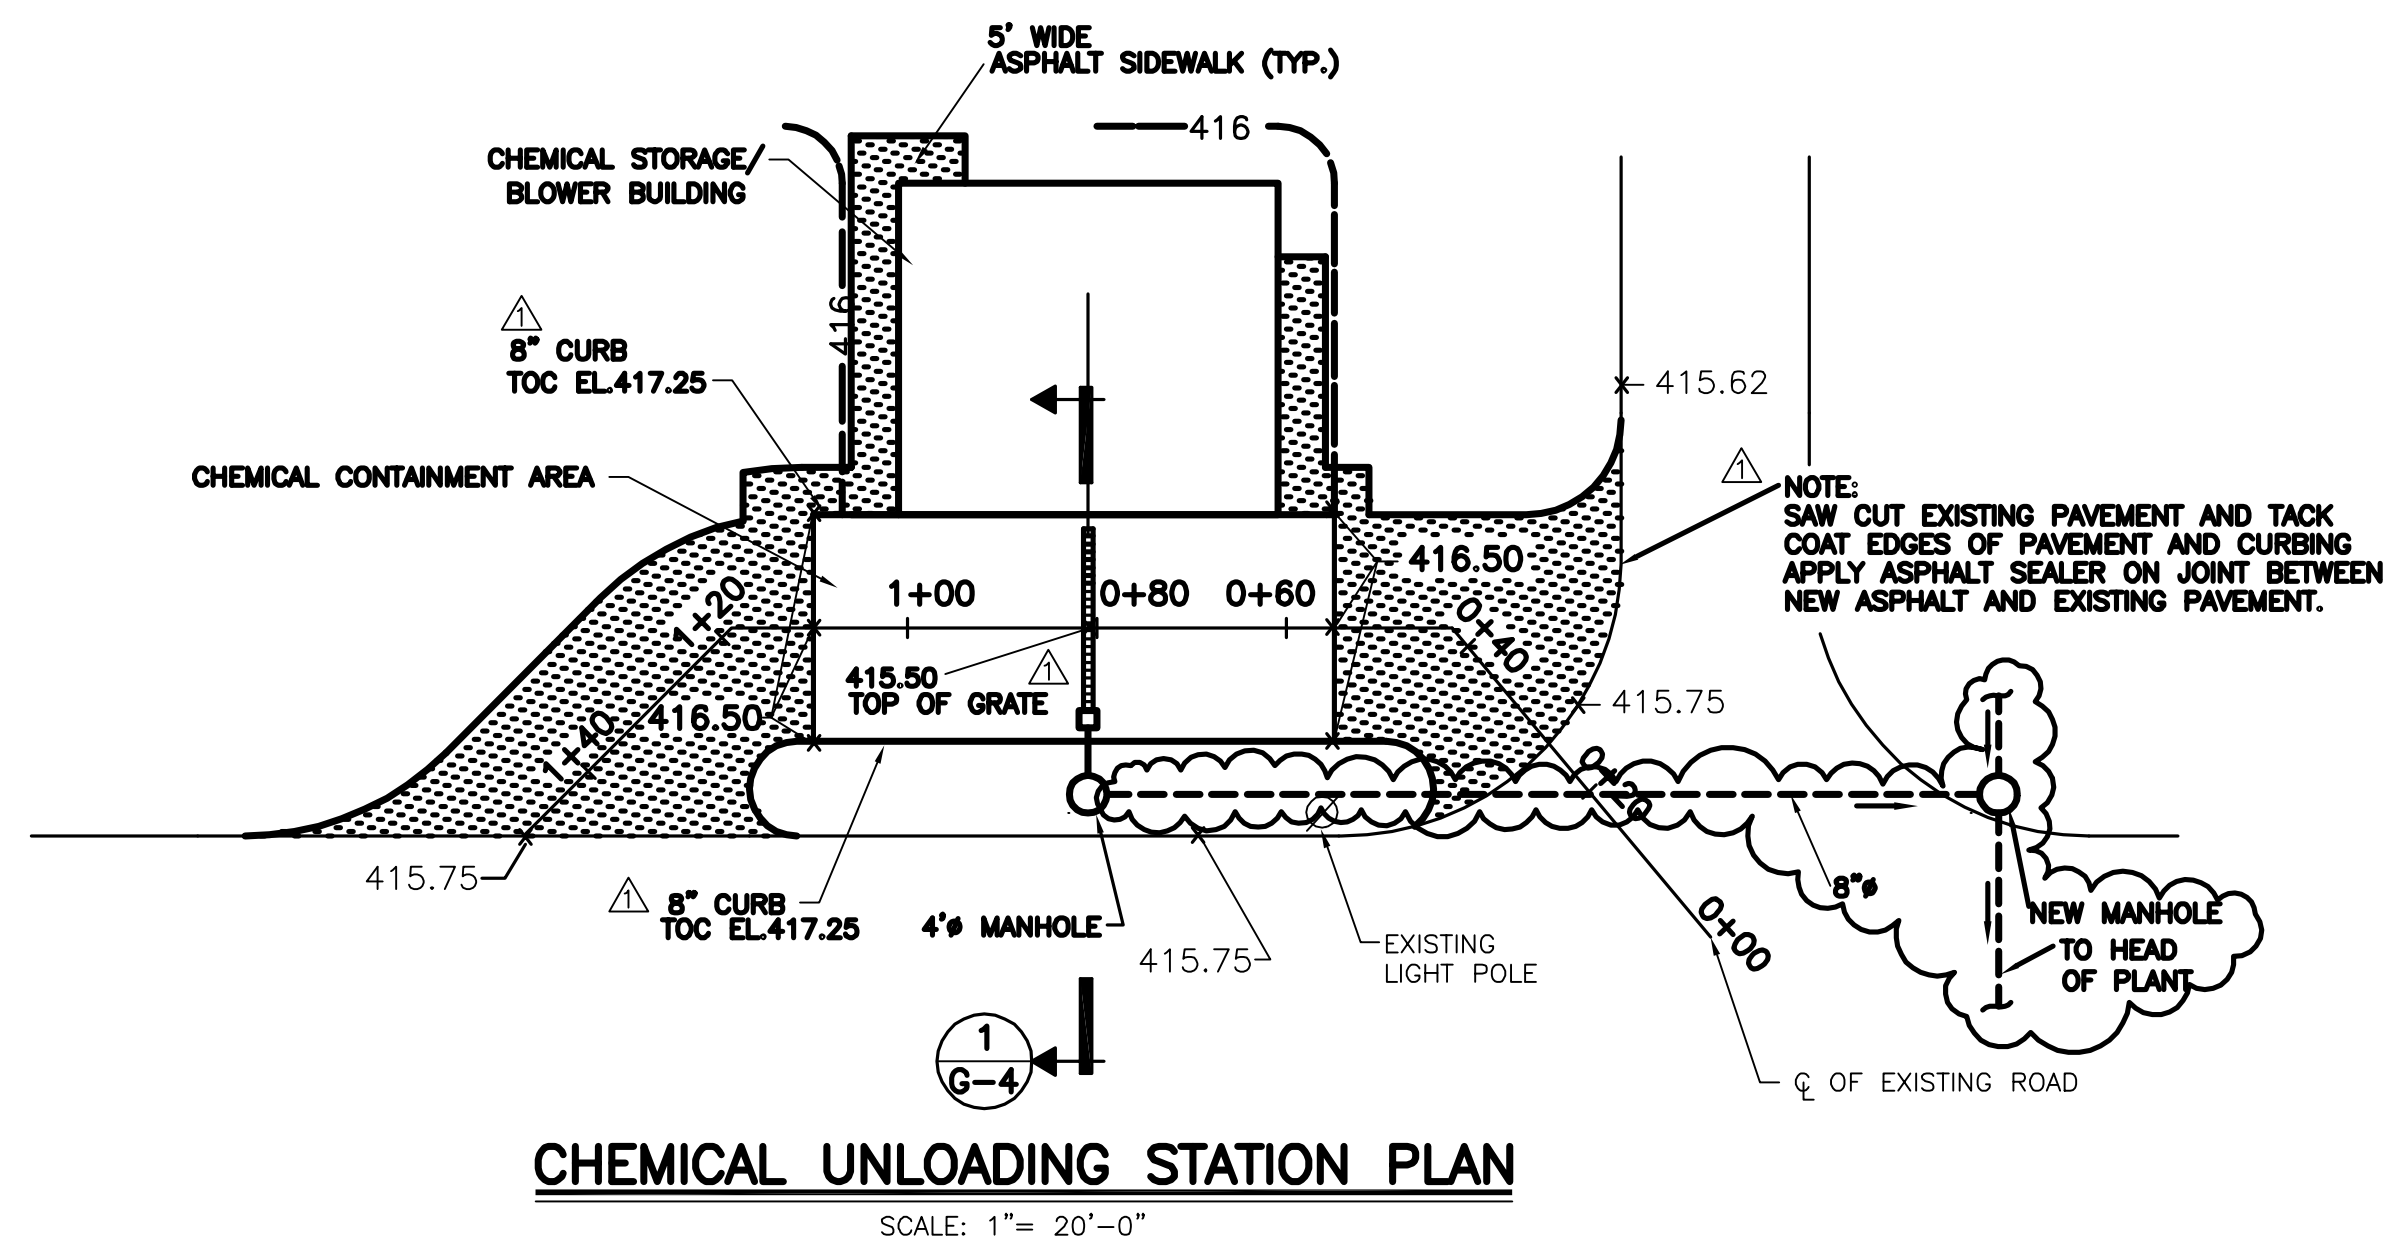 5' WIDE
ASPHALT SIDEWALK (TYP.)
416
CHEMICAL STORAGE/
BLOWER BUILDING
416
1
8" CURB
TOC EL.417.25
415.62
CHEMICAL CONTAINMENT AREA
1
NOTE:
SAW CUT EXISTING PAVEMENT AND TACK
COAT EDGES OF PAVEMENT AND CURBING
APPLY ASPHALT SEALER ON JOINT BETWEEN
NEW ASPHALT AND EXISTING PAVEMENT.
416.50
1+20
1+00
0+80
0+60
0+40
415.50
TOP OF GRATE
1
416.50
1+40
415.75
0+20
415.75
1
8" CURB
TOC EL.417.25
4'ø MANHOLE
415.75
EXISTING
LIGHT POLE
0+00
8"ø
NEW MANHOLE
TO HEAD
OF PLANT
1
G-4
℄ OF EXISTING ROAD
CHEMICAL UNLOADING STATION PLAN
SCALE: 1"= 20'-0"